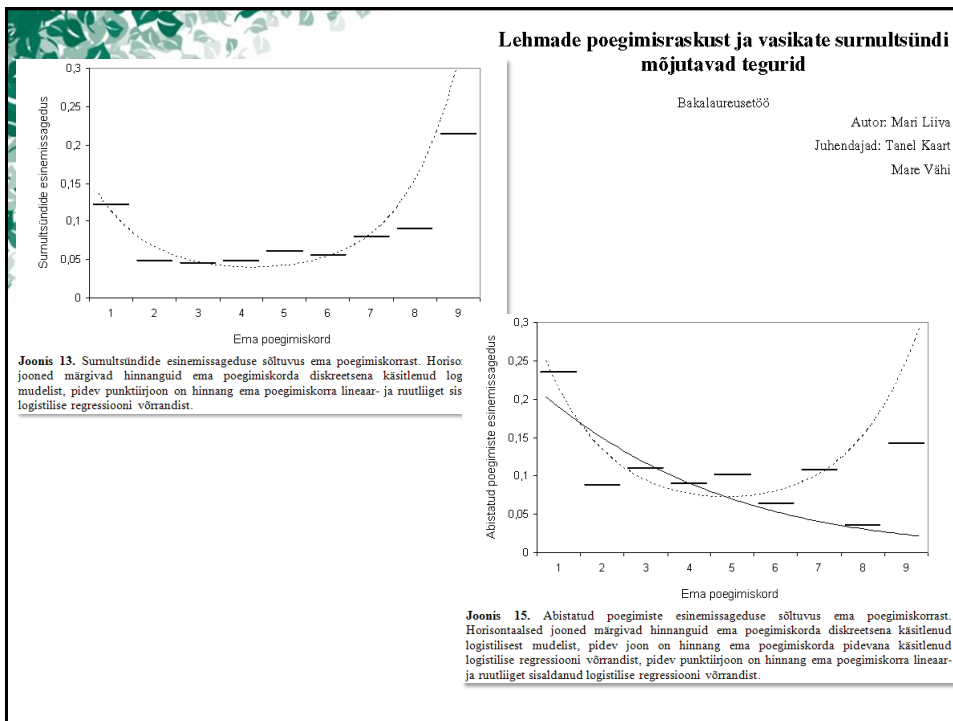 Lehmade poegimisraskust ja vasikate surnultsündi
mõjutavad tegurid
Bakalaureusetöö
Autor: Mari Liiva
Juhendajad: Tanel Kaart
Mare Vähi
0,3
0,25
0,2
0,15
0,1
0,05
0
Surnultsündide esinemissagedus
1 2 3 4 5 6 7 8 9
Ema poegimiskord
Joonis 13. Surnultsündide esinemissageduse sõltuvus ema poegimiskorrast.
jooned märgivad hinnanguid ema poegimiskorda diskreetsena käsitlenud
mudelist, pidev punktiirjoon on hinnang ema poegimiskorra lineaar- ja ruutliiget
logistilise regressiooni võrrandist.
0,3
0,25
0,2
0,15
0,1
0,05
0
Abistatud poegimiste esinemissagedus
1 2 3 4 5 6 7 8 9
Ema poegimiskord
Joonis 15. Abistatud poegimiste esinemissageduse sõltuvus ema poegimiskorrast.
Horisontaalsed jooned märgivad hinnanguid ema poegimiskorda diskreetsena käsitlenud
logistilisest mudelist, pidev joon on hinnang ema poegimiskorda pidevana käsitlenud
logistilise regressiooni võrrandist, pidev punktiirjoon on hinnang ema poegimiskorra lineaar-
ja ruutliiget sisaldanud logistilise regressiooni võrrandist.